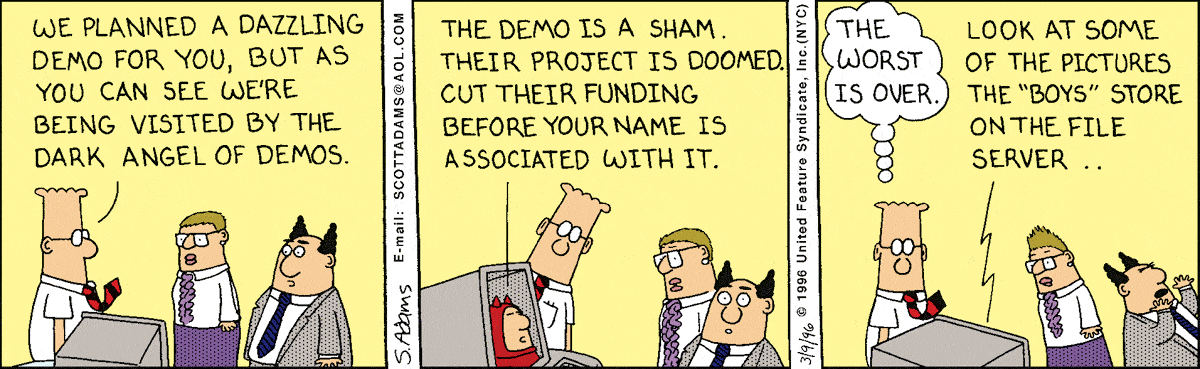 WE PLANNED A DAZZLING
DEMO FOR YOU, BUT AS
YOU CAN SEE WE'RE
BEING VISITED BY THE
DARK ANGEL OF DEMOS.
S. Adams
E-mail: SCOTTADAMS@AOL.COM
THE DEMO IS A SHAM.
THEIR PROJECT IS DOOMED.
CUT THEIR FUNDING
BEFORE YOUR NAME IS
ASSOCIATED WITH IT.
3/9/96 © 1996 United Feature Syndicate, Inc.(NYC)
THE
WORST
IS OVER.
LOOK AT SOME
OF THE PICTURES
THE "BOYS" STORE
ON THE FILE
SERVER ..